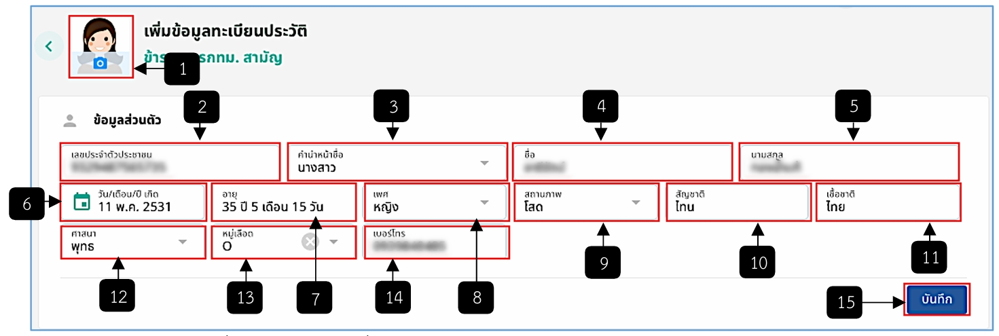 เพิ่มข้อมูลทะเบียนประวัติ
รกทม. สามัญ
1
2
3
4
5
ข้อมูลส่วนตัว
เลขประจำตัวประชาชน
คำนำหน้าชื่อ
นางสาว
ชื่อ
นามสกุล
6
วัน/เดือน/ปี เกิด
11 พ.ค. 2531
อายุ
35 ปี 5 เดือน 15 วัน
เพศ
หญิง
สถานภาพ
โสด
สัญชาติ
ไทน
เชื้อชาติ
ไทย
ศาสนา
พุทธ
หมู่เลือด
O
เบอร์โทร
9
10
11
12
13
7
14
8
15
บันทึก